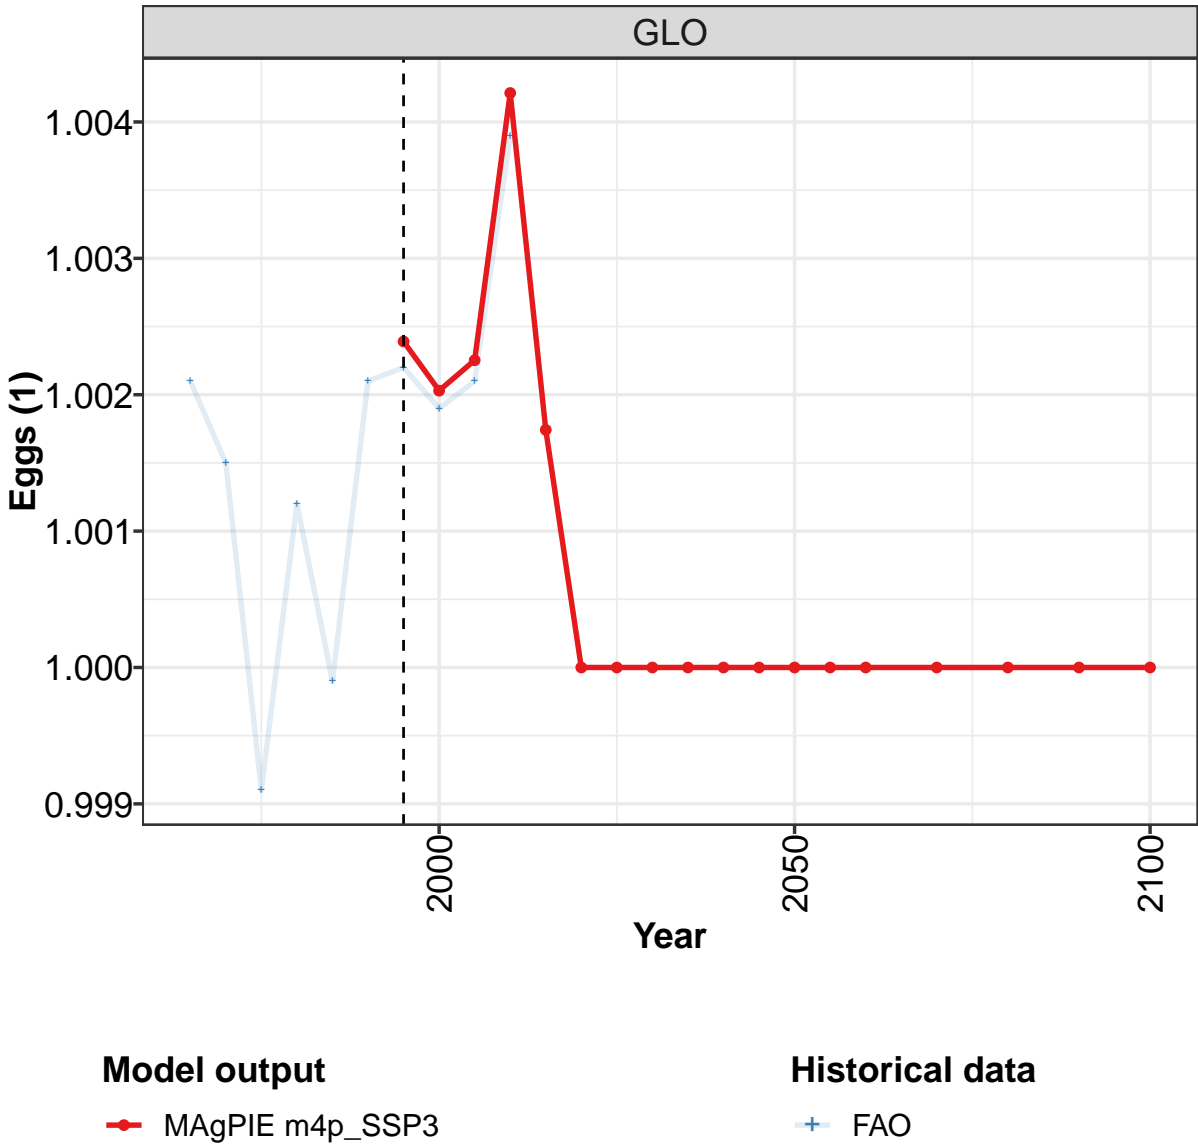 GLO
1.004
1.003
1.002
1.001
1.000
0.999
Eggs (1)
2000
2050
2100
Year
Model output
MAgPIE m4p_SSP3
Historical data
FAO